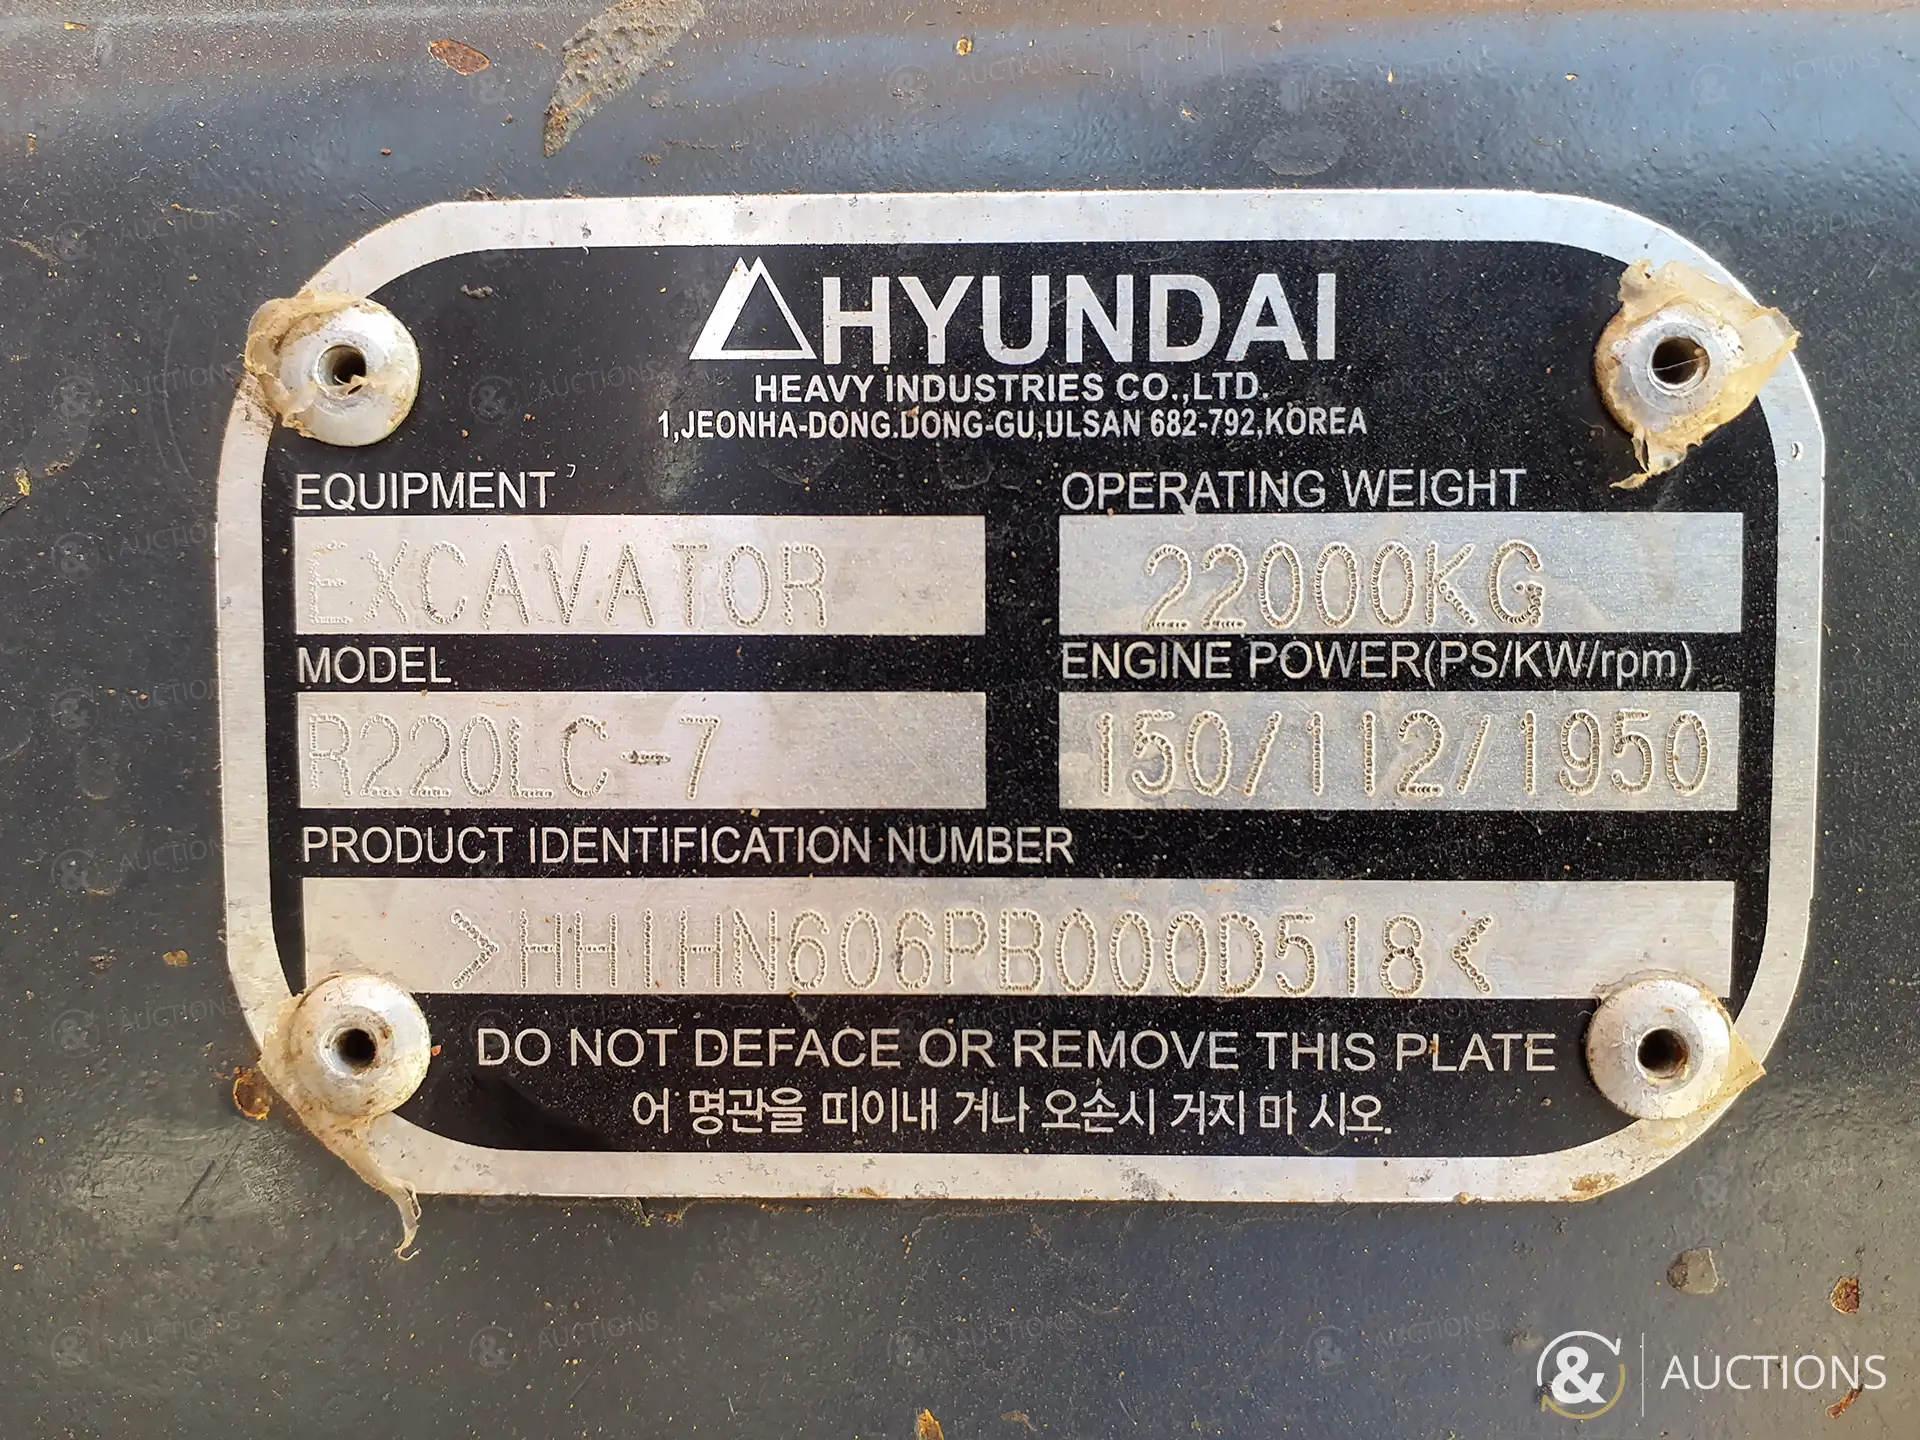 HYUNDAI
HEAVY INDUSTRIES CO.,LTD.
1,JEONHA-DONG.DONG-GU,ULSAN 682-792,KOREA
EQUIPMENT
EXCAVATOR
OPERATING WEIGHT
22000KG
MODEL
R220LC-7
ENGINE POWER(PS/KW/rpm)
150/112/1950
PRODUCT IDENTIFICATION NUMBER
>HH1HN606PB000D518<
DO NOT DEFACE OR REMOVE THIS PLATE
어 명관을 띠이내 겨나 오손시 거지 마 시오.
& AUCTIONS